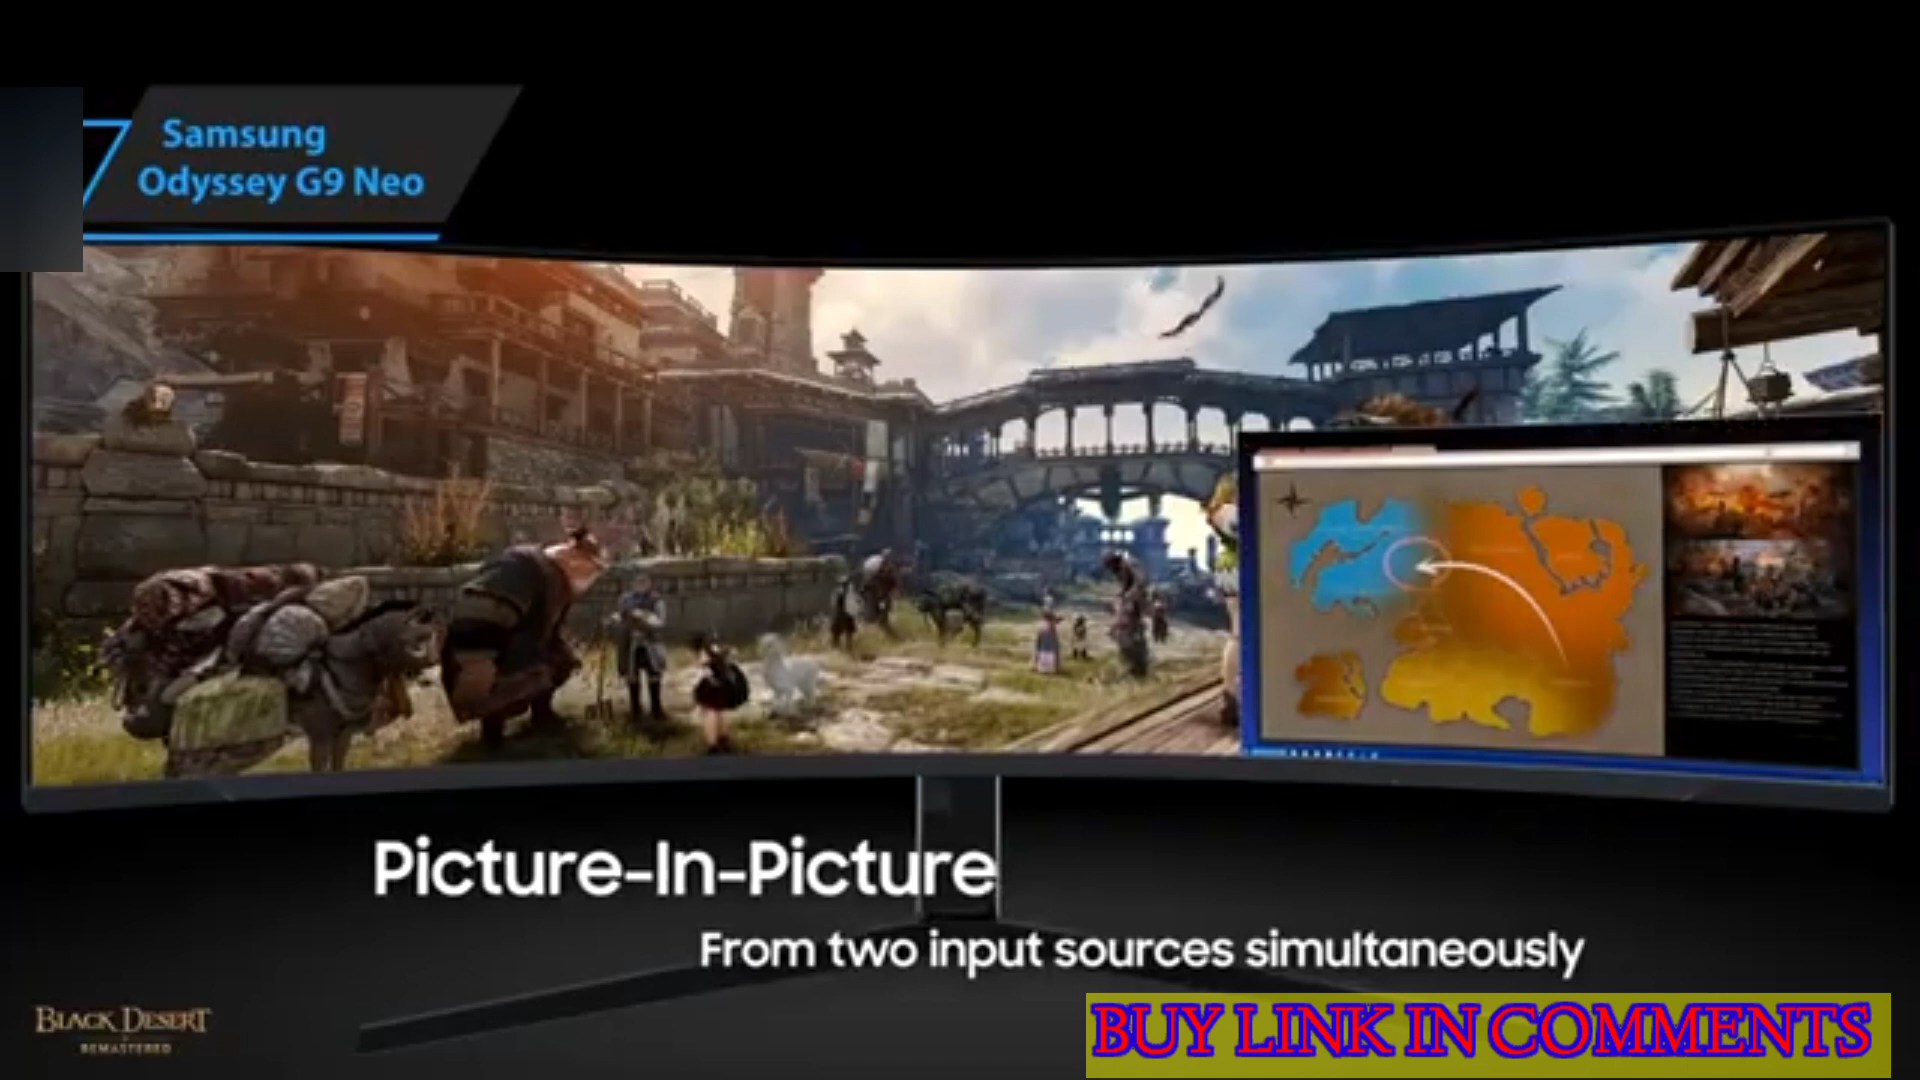 Samsung
Odyssey G9 Neo
Picture-In-Picture
From two input sources simultaneously
BLACK DESERT
REMASTERED
BUY LINK IN COMMENTS